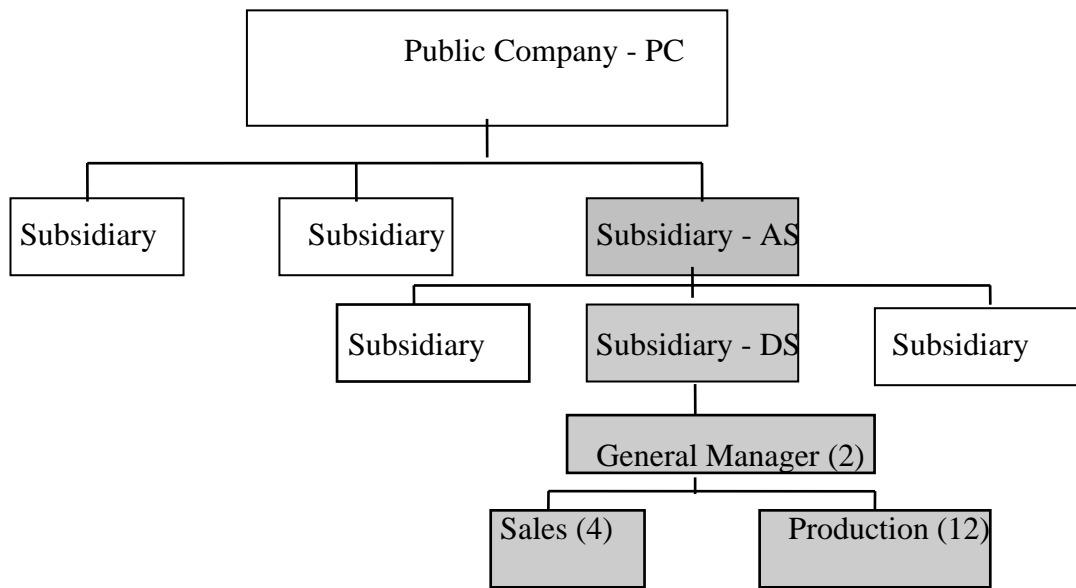 Public Company - PC
Subsidiary
Subsidiary
Subsidiary - AS
Subsidiary
Subsidiary - DS
Subsidiary
General Manager (2)
Sales (4)
Production (12)